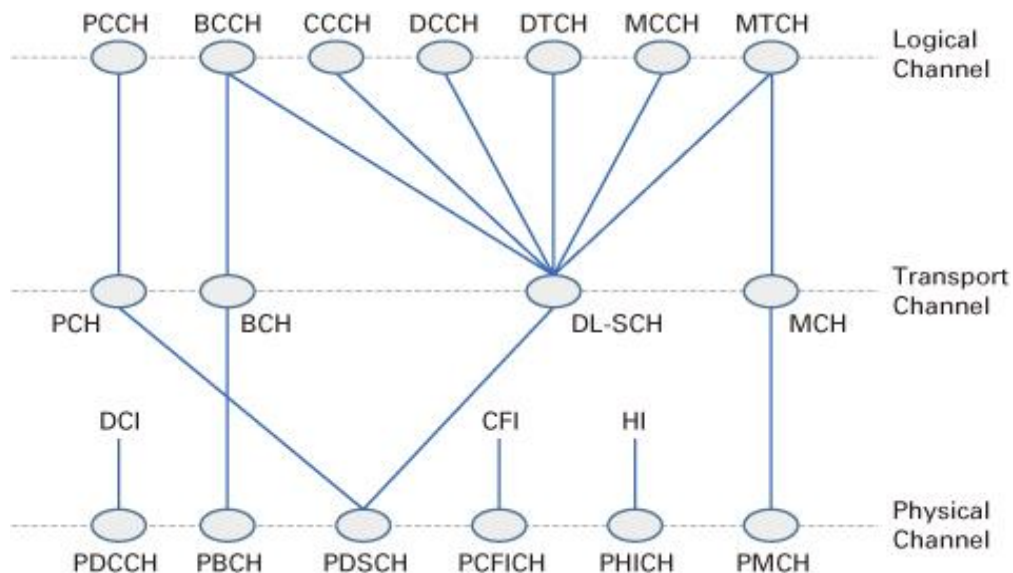 PCCH BCCH CCCH DCCH DTCH MCCH MTCH
Logical
Channel
Transport
Channel
PCH BCH DL-SCH MCH
DCI CFI HI
Physical
Channel
PDCCH PBCH PDSCH PCFICH PHICH PMCH